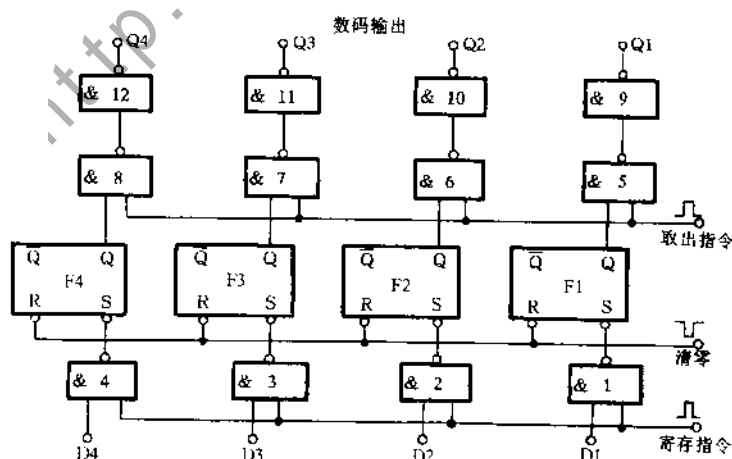 数码输出
Q4 Q3 Q2 Q1
& 12 & 11 & 10 & 9
& 8 & 7 & 6 & 5
取出指令
Q̅ Q Q̅ Q Q̅ Q Q̅ Q
F4 F3 F2 F1
R S R S R S R S
清零
& 4 & 3 & 2 & 1
寄存指令
D4 D3 D2 D1
http.